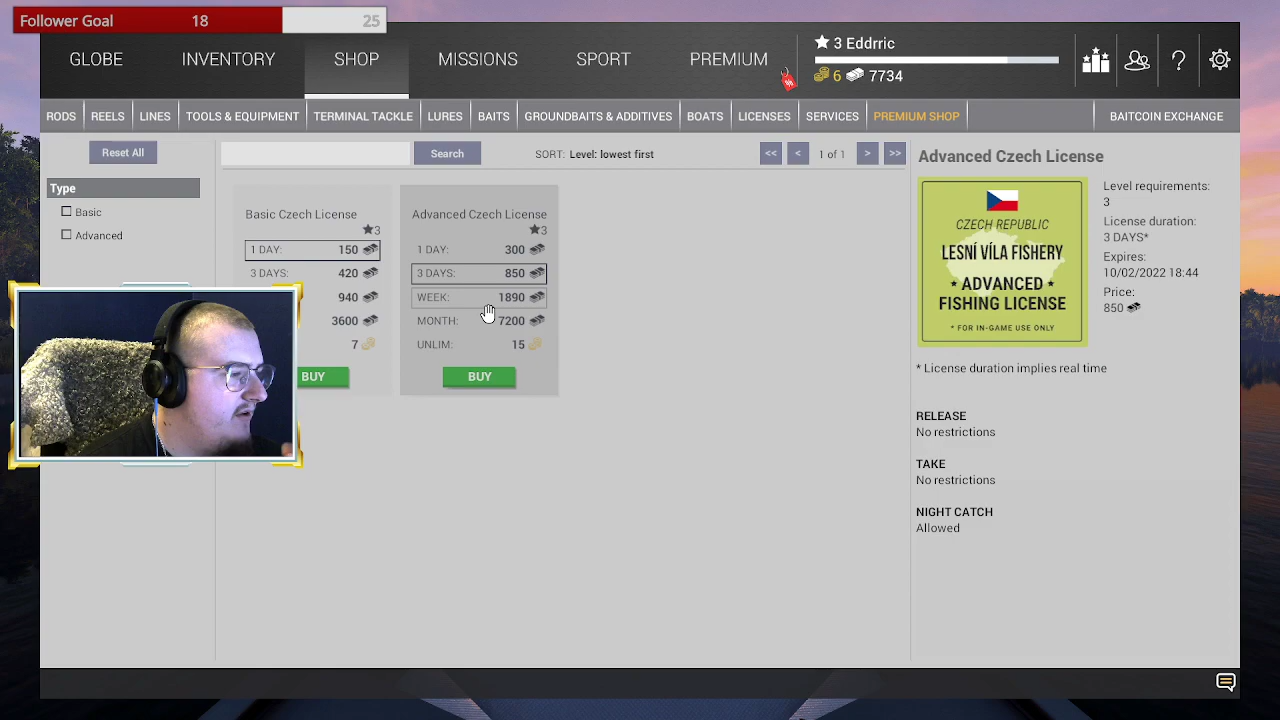 Follower Goal 18 25
GLOBE INVENTORY SHOP MISSIONS SPORT PREMIUM
3 Eddrric
6 7734
RODS REELS LINES TOOLS & EQUIPMENT TERMINAL TACKLE LURES BAITS GROUNDBAITS & ADDITIVES BOATS LICENSES SERVICES PREMIUM SHOP BAITCOIN EXCHANGE
Reset All
Search SORT: Level: lowest first << < 1 of 1 > >>
Type
Basic
Advanced
Basic Czech License
3
1 DAY: 150
3 DAYS: 420
940
3600
7
BUY
Advanced Czech License
3
1 DAY: 300
3 DAYS: 850
WEEK: 1890
MONTH: 7200
UNLIM: 15
BUY
Advanced Czech License
CZECH REPUBLIC
LESNÍ VÍLA FISHERY
* ADVANCED *
FISHING LICENSE
* FOR IN-GAME USE ONLY
Level requirements:
3
License duration:
3 DAYS*
Expires:
10/02/2022 18:44
Price:
850
* License duration implies real time
RELEASE
No restrictions
TAKE
No restrictions
NIGHT CATCH
Allowed